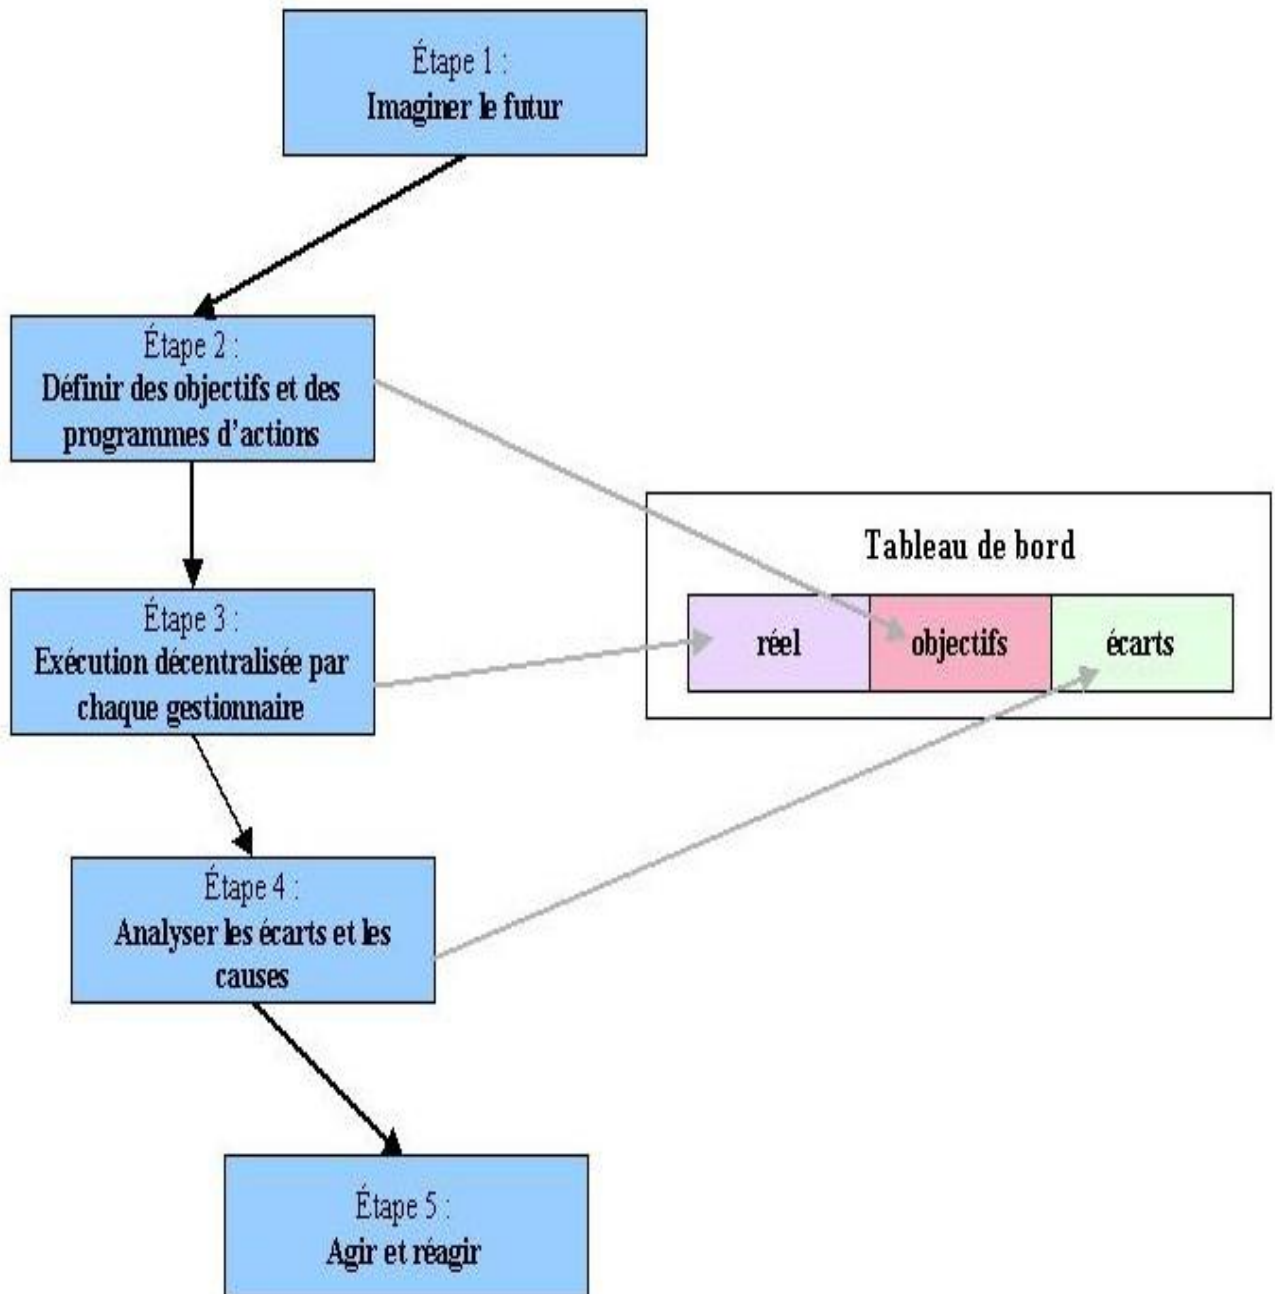 Étape 1 :
Imaginer le futur
Étape 2 :
Définir des objectifs et des
programmes d'actions
Étape 3 :
Exécution décentralisée par
chaque gestionnaire
Tableau de bord
réel objectifs écarts
Étape 4 :
Analyser les écarts et les
causes
Étape 5 :
Agir et réagir